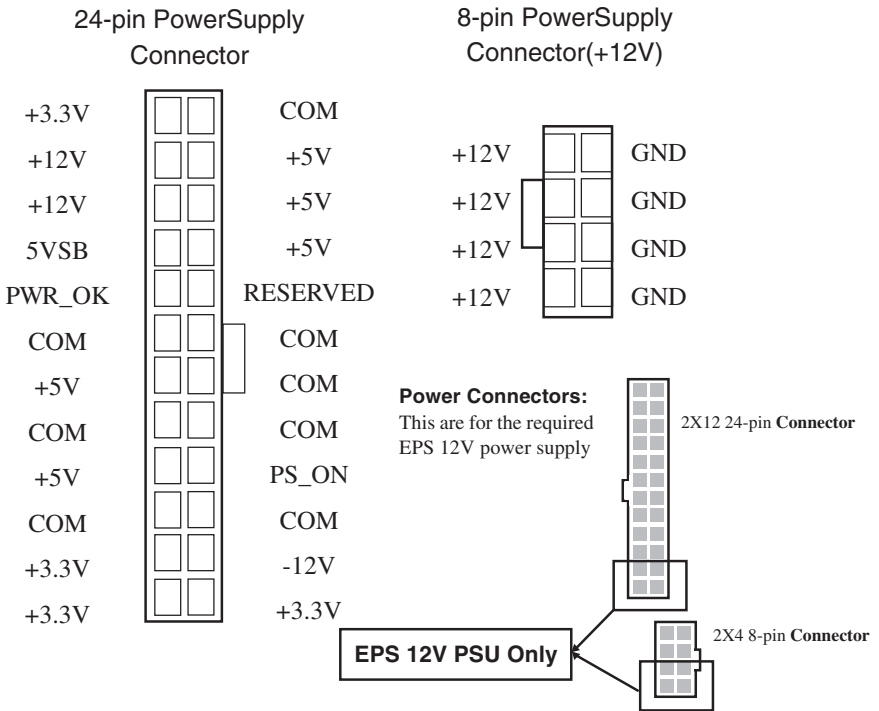 24-pin PowerSupply
Connector
+3.3V COM
+12V +5V
+12V +5V
5VSB +5V
PWR_OK RESERVED
COM COM
+5V COM
COM COM
+5V PS_ON
COM COM
+3.3V -12V
+3.3V +3.3V
8-pin PowerSupply
Connector(+12V)
+12V GND
+12V GND
+12V GND
+12V GND
Power Connectors:
This are for the required
EPS 12V power supply
2X12 24-pin Connector
EPS 12V PSU Only
2X4 8-pin Connector